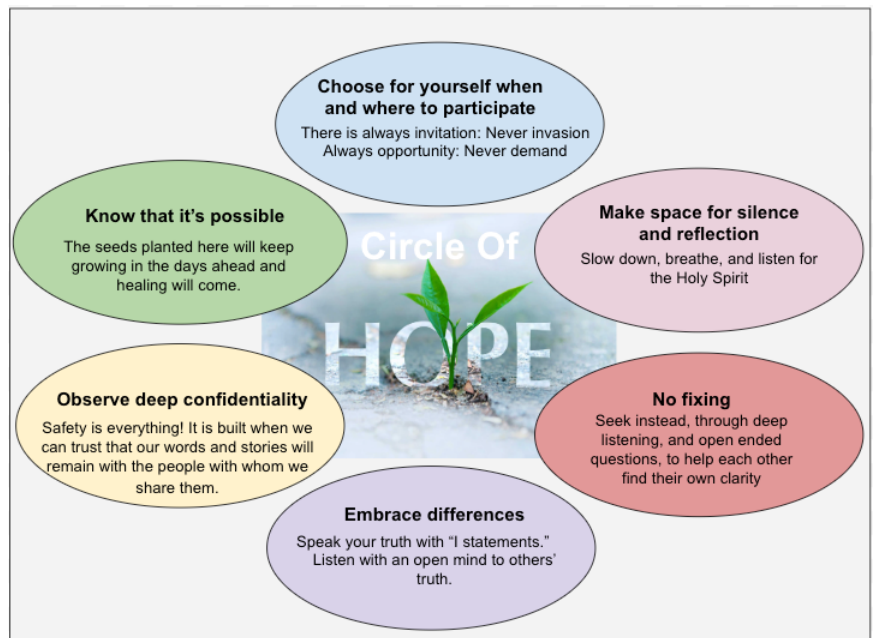 Choose for yourself when
and where to participate
There is always invitation: Never invasion
Always opportunity: Never demand
Know that it’s possible
The seeds planted here will keep
growing in the days ahead and
healing will come.
Make space for silence
and reflection
Slow down, breathe, and listen for
the Holy Spirit
Circle Of
HOPE
Observe deep confidentiality
Safety is everything! It is built when we
can trust that our words and stories will
remain with the people with whom we
share them.
No fixing
Seek instead, through deep
listening, and open ended
questions, to help each other
find their own clarity
Embrace differences
Speak your truth with “I statements.”
Listen with an open mind to others’
truth.